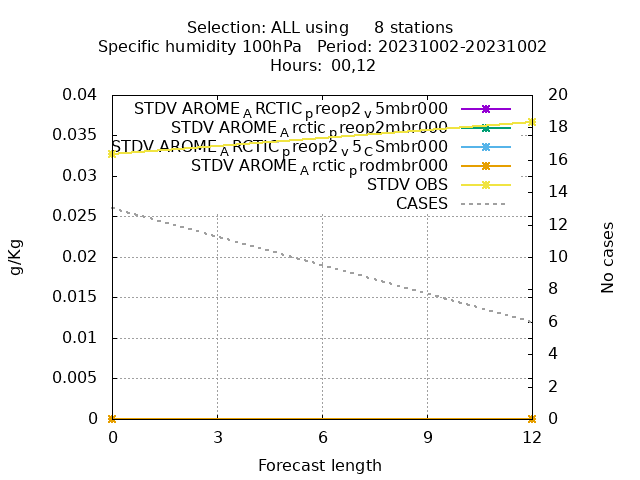 Selection: ALL using     8 stations
Specific humidity 100hPa   Period: 20231002-20231002
Hours: 00,12
0.04
0.035
0.03
0.025
0.02
0.015
0.01
0.005
0
20
18
16
14
12
10
8
6
4
2
0
STDV AROME_ARCTIC_preop2_v5mbr000
STDV AROME_Arctic_preop2mbr000
STDV AROME_ARCTIC_preop2_v5_CSmbr000
STDV AROME_Arctic_prodmbr000
STDV OBS
CASES
g/Kg
No cases
0 3 6 9 12
Forecast length